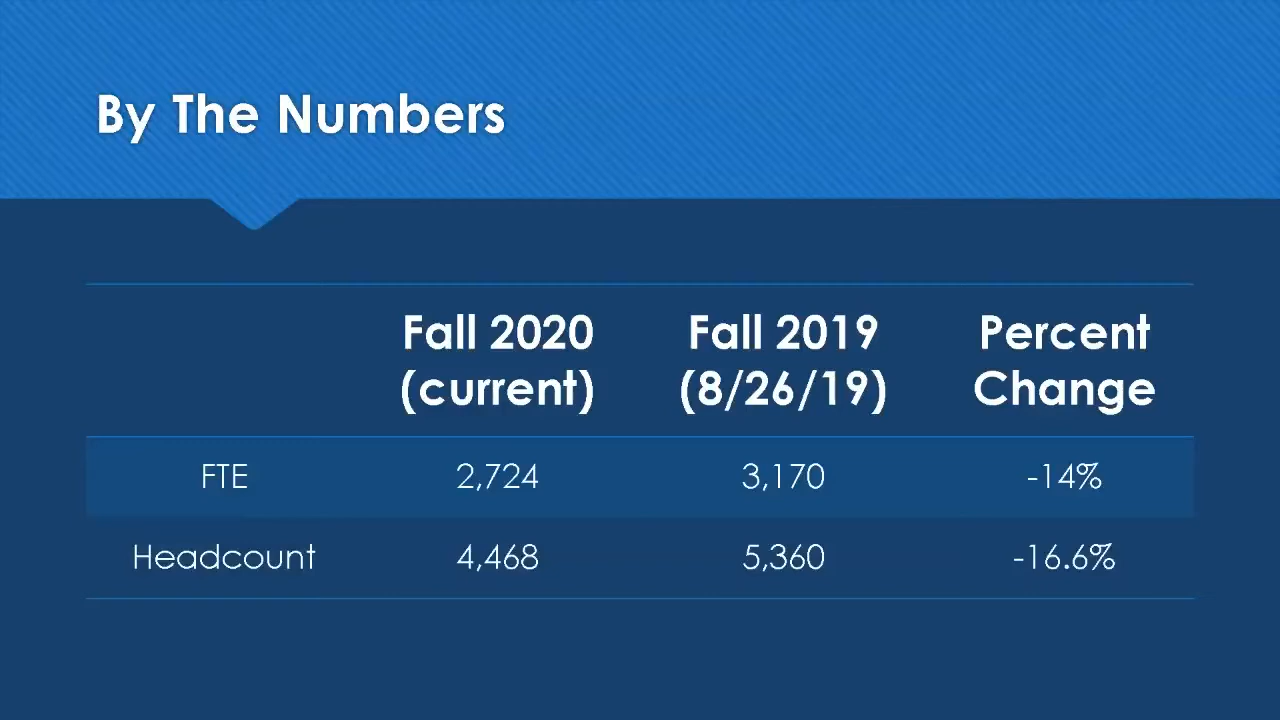 By The Numbers
Fall 2020 Fall 2019 Percent
(current) (8/26/19) Change
FTE 2,724 3,170 -14%
Headcount 4,468 5,360 -16.6%